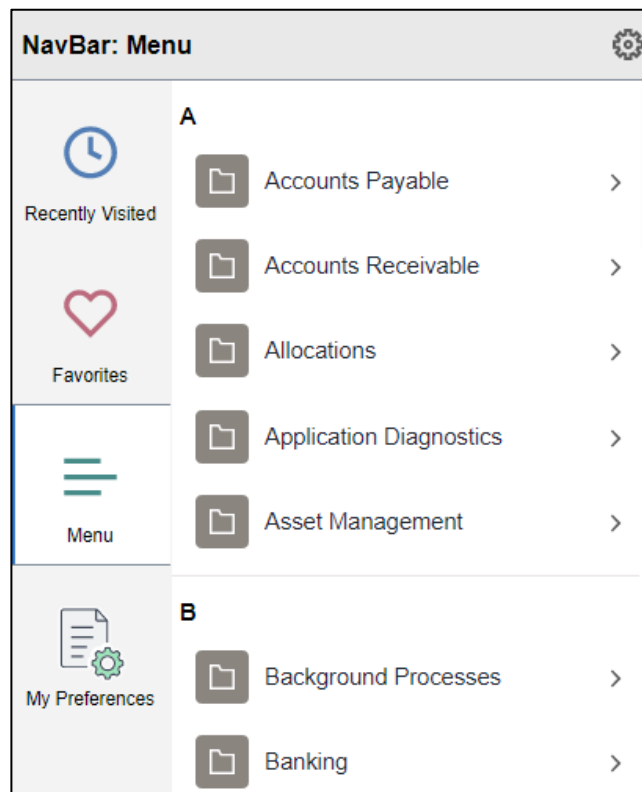 NavBar: Menu
Recently Visited
Favorites
Menu
My Preferences
A
Accounts Payable
Accounts Receivable
Allocations
Application Diagnostics
Asset Management
B
Background Processes
Banking